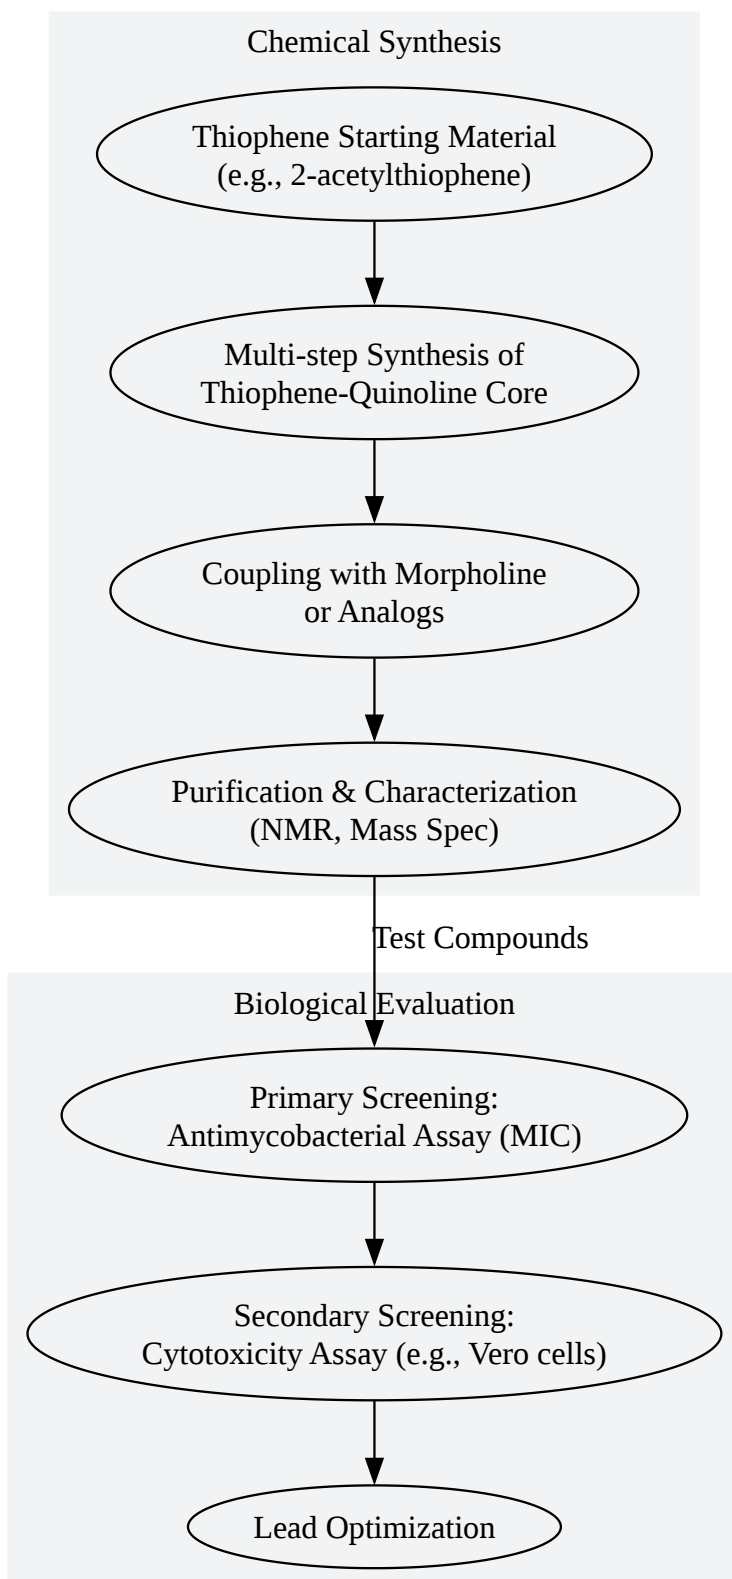 Chemical Synthesis
Thiophene Starting Material
(e.g., 2-acetylthiophene)
Multi-step Synthesis of
Thiophene-Quinoline Core
Coupling with Morpholine
or Analogs
Purification & Characterization
(NMR, Mass Spec)
Test Compounds
Biological Evaluation
Primary Screening:
Antimycobacterial Assay (MIC)
Secondary Screening:
Cytotoxicity Assay (e.g., Vero cells)
Lead Optimization